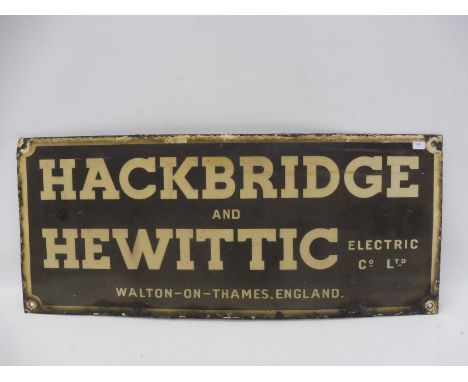 HACKBRIDGE
AND
HEWITTIC ELECTRIC
Cº LTD
WALTON-ON-THAMES, ENGLAND.